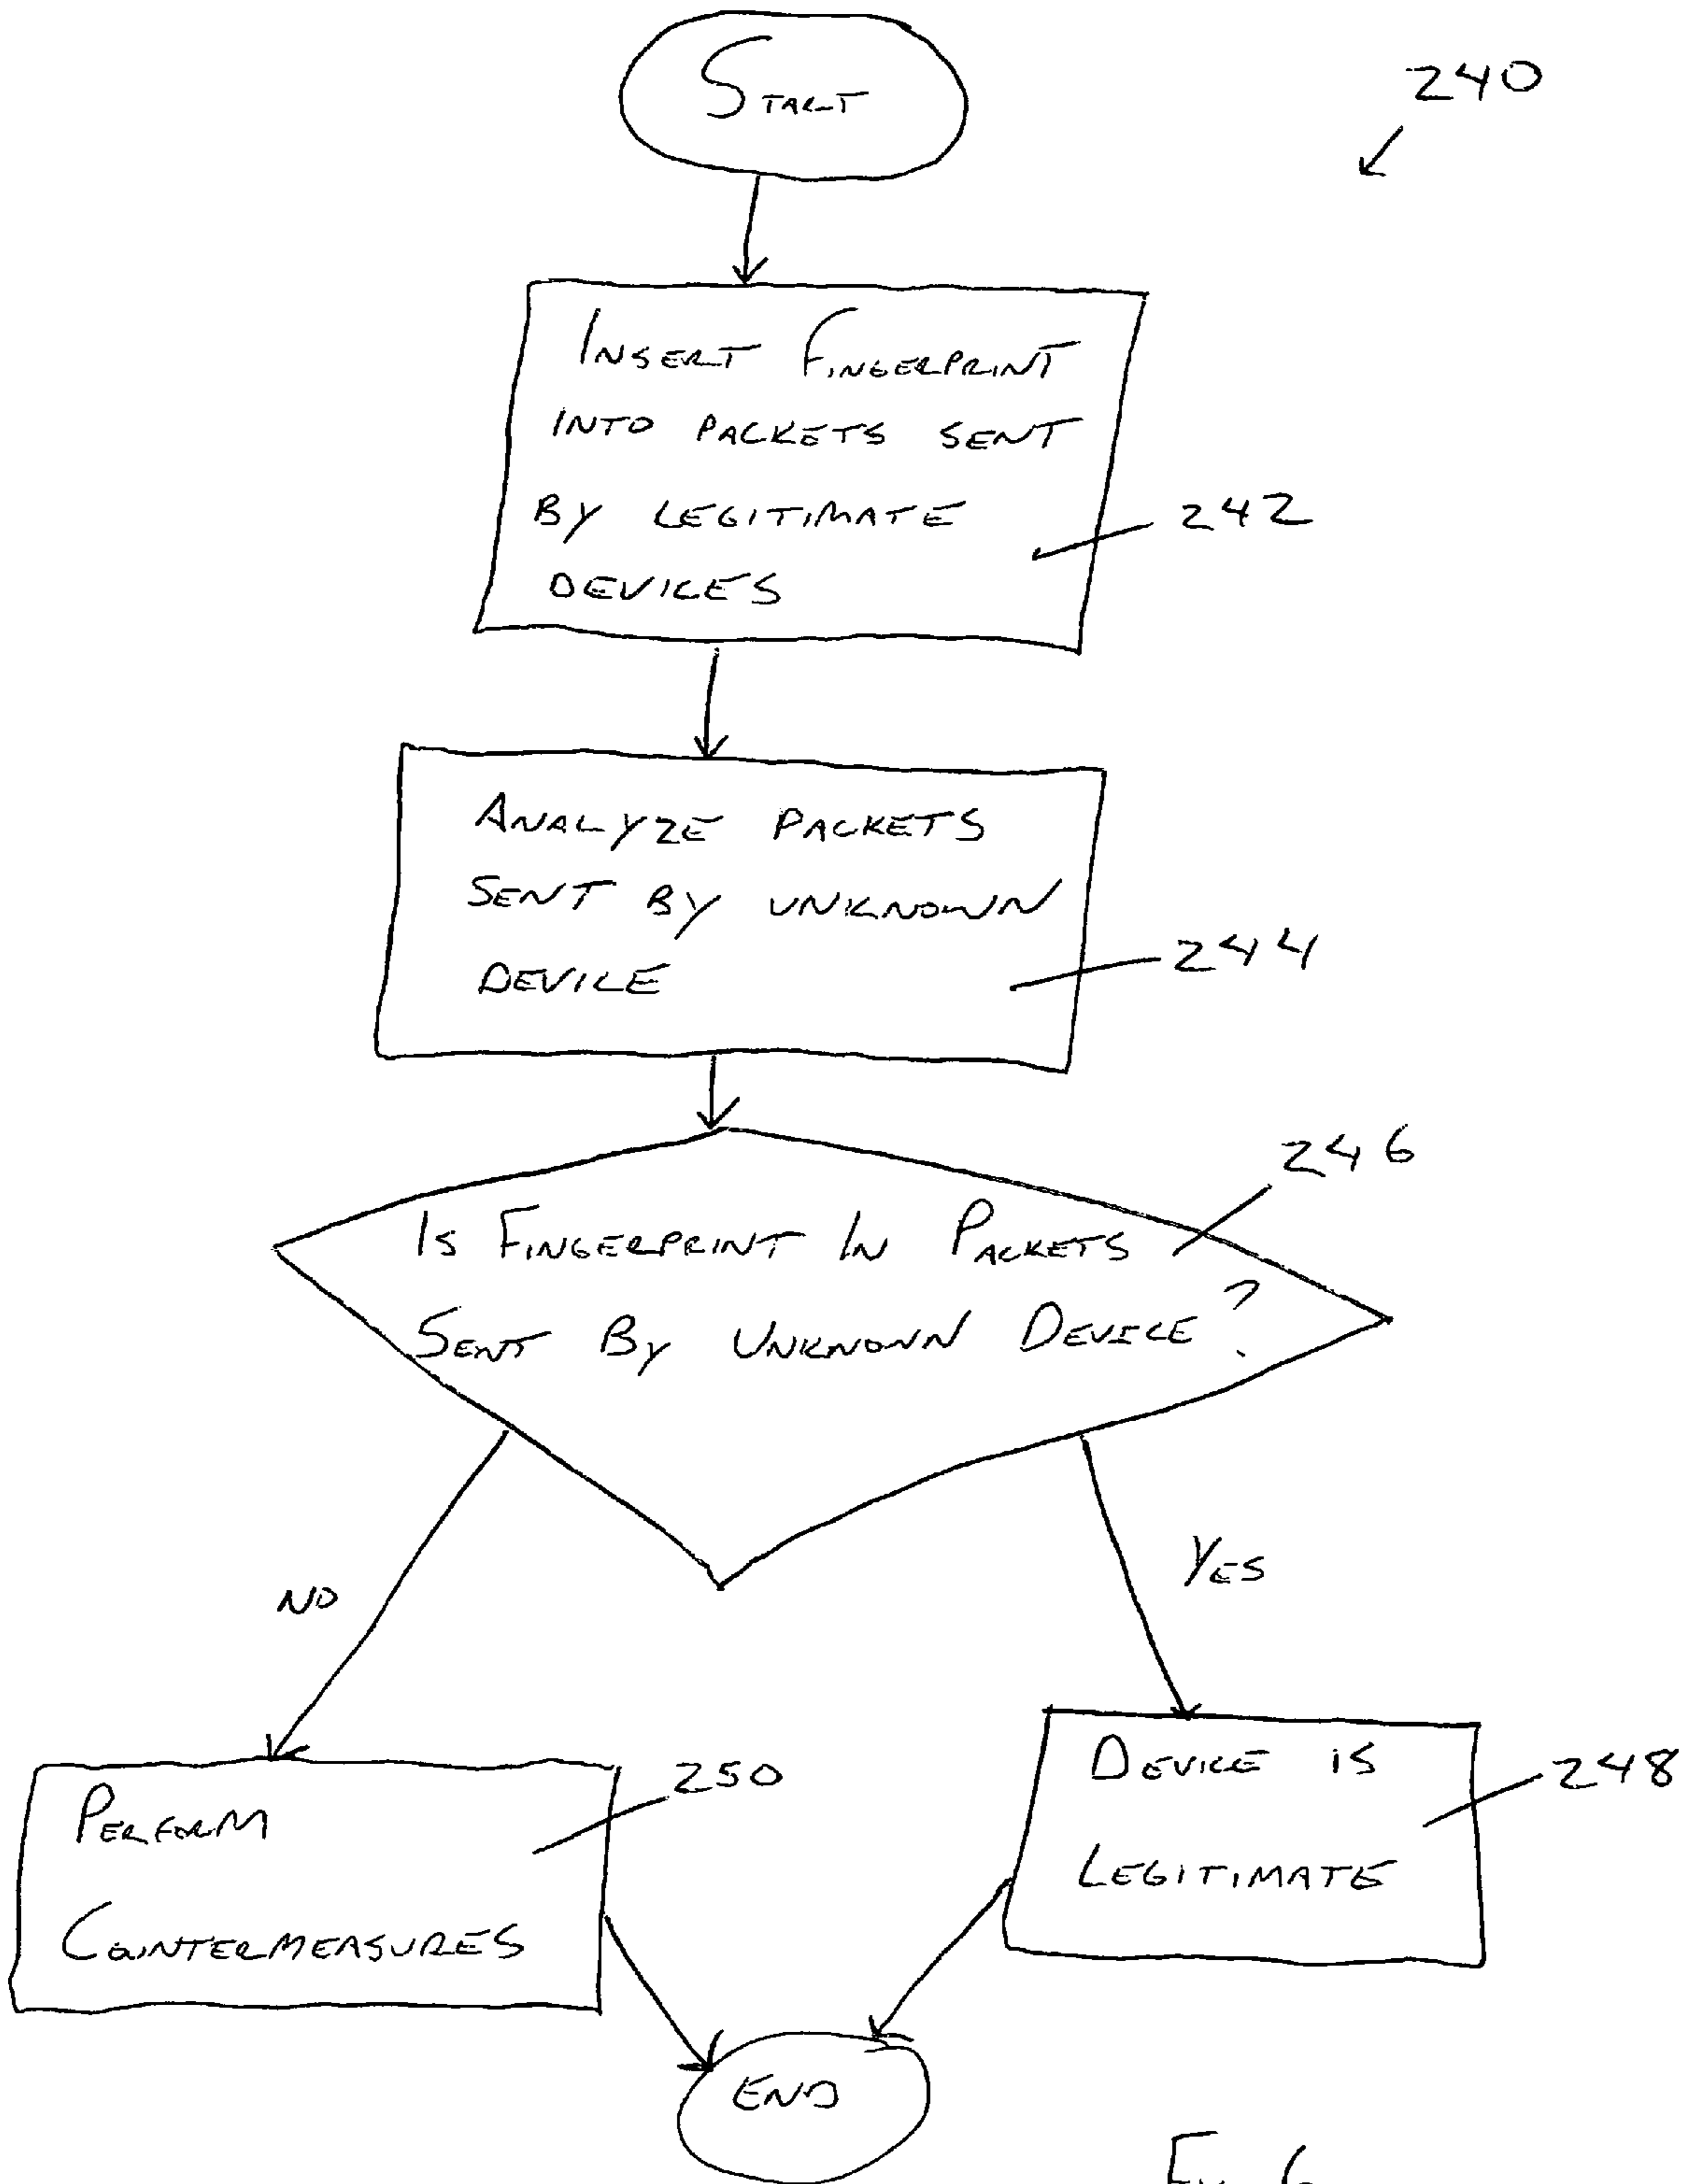 START
240
INSERT FINGERPRINT
INTO PACKETS SENT
BY LEGITIMATE
DEVICES
242
ANALYZE PACKETS
SENT BY UNKNOWN
DEVICE
244
246
IS FINGERPRINT IN PACKETS
SENT BY UNKNOWN DEVICE?
NO
YES
PERFORM
COUNTERMEASURES
250
DEVICE IS
LEGITIMATE
248
END